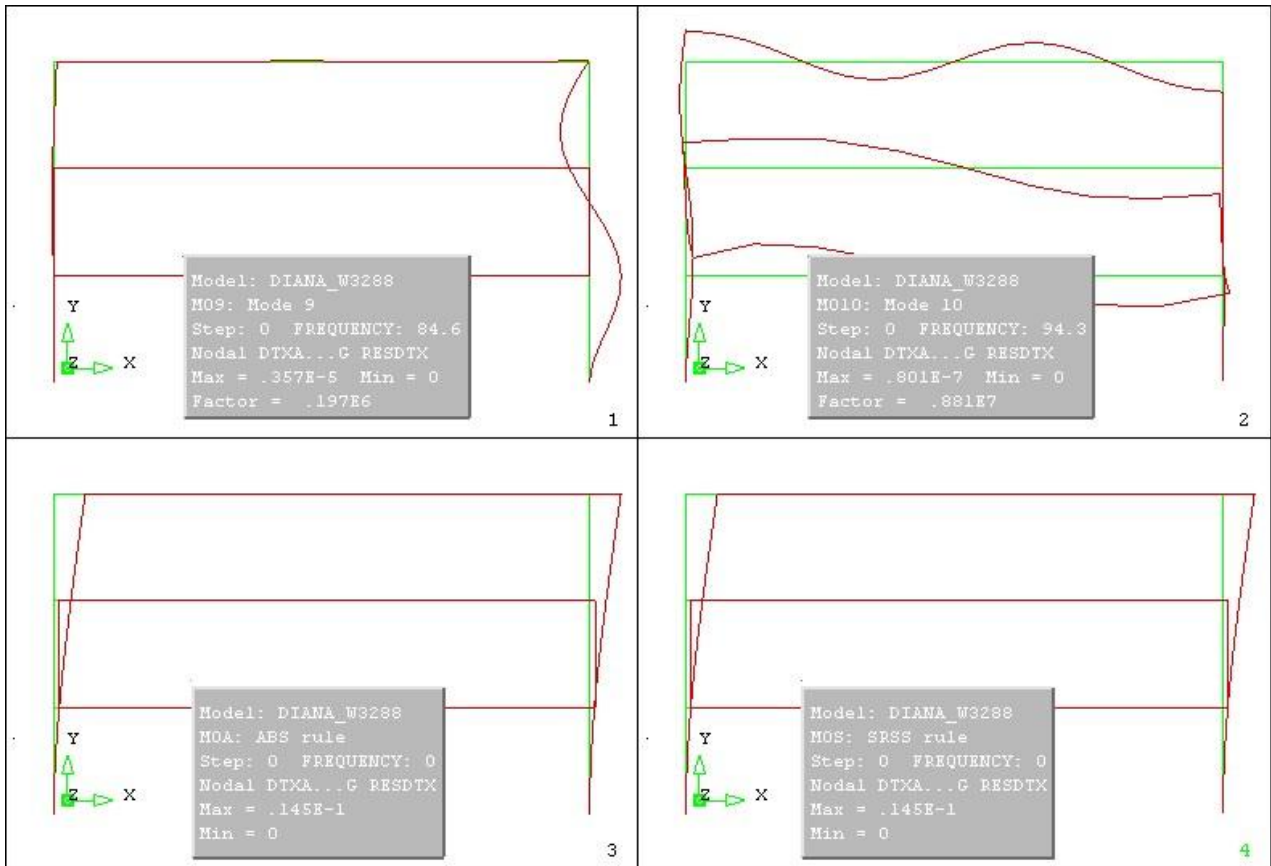 Model: DIANA_W3288
MO9: Mode 9
Step: 0 FREQUENCY: 84.6
Nodal DTXA...G RESDTX
Max = .357E-5 Min = 0
Factor = .197E6
Y
Z X
1
Model: DIANA_W3288
MO10: Mode 10
Step: 0 FREQUENCY: 94.3
Nodal DTXA...G RESDTX
Max = .801E-7 Min = 0
Factor = .881E7
Y
Z X
2
Model: DIANA_W3288
MOA: ABS rule
Step: 0 FREQUENCY: 0
Nodal DTXA...G RESDTX
Max = .145E-1
Min = 0
Y
Z X
3
Model: DIANA_W3288
MOS: SRSS rule
Step: 0 FREQUENCY: 0
Nodal DTXA...G RESDTX
Max = .145E-1
Min = 0
Y
Z X
4